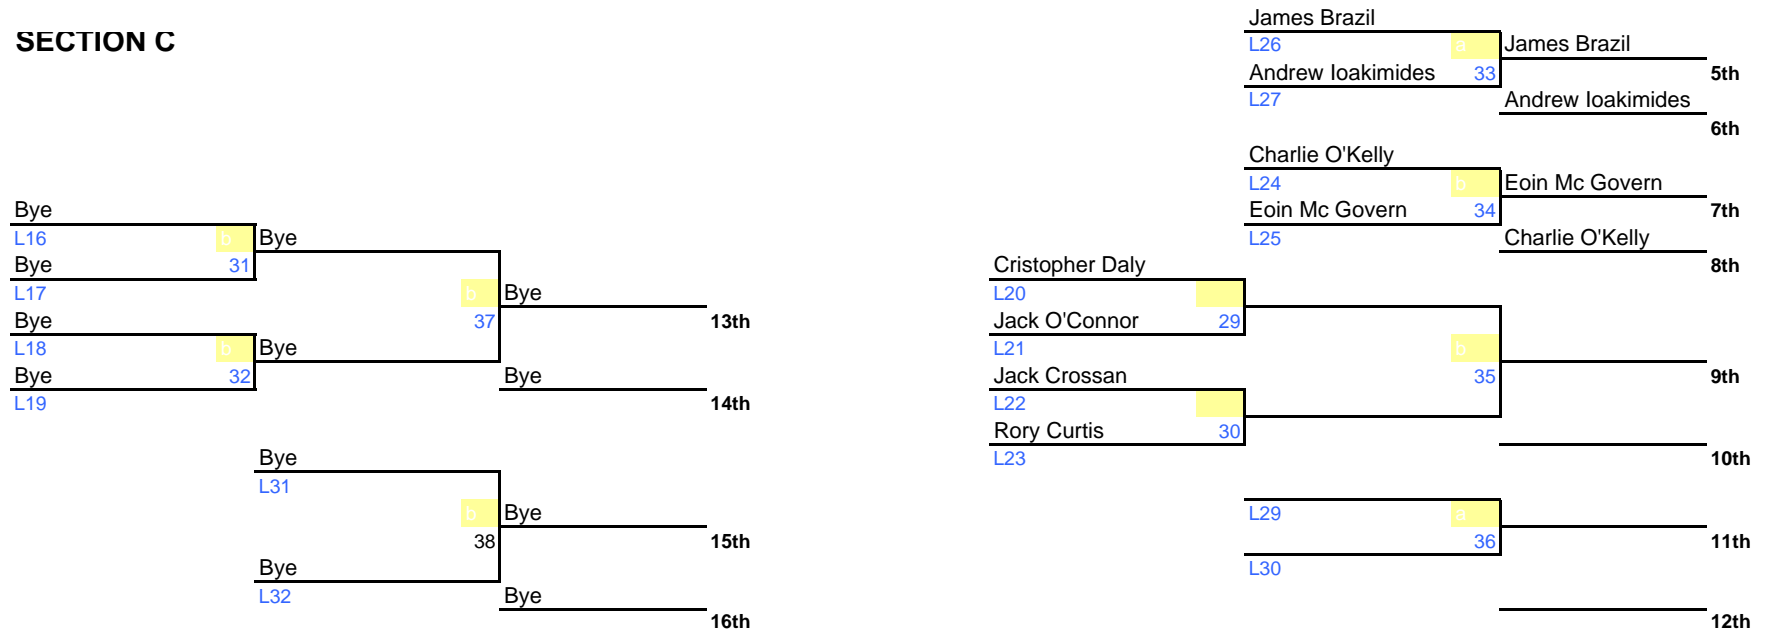 SECTION C
James Brazil
L26 a James Brazil
Andrew Ioakimides 33 5th
L27 Andrew Ioakimides
6th
Charlie O'Kelly
L24 b Eoin Mc Govern
Eoin Mc Govern 34 7th
L25 Charlie O'Kelly
8th
Bye
L16 b Bye
Bye 31
L17 b Bye
Bye 37 13th
L18 b Bye
Bye 32 Bye
L19 14th
Bye
L31
b Bye
38 15th
Bye
L32 Bye
16th
Cristopher Daly
L20
Jack O'Connor 29
L21 b
Jack Crossan 35 9th
L22
Rory Curtis 30
L23 10th
L29 a
36 11th
L30
12th